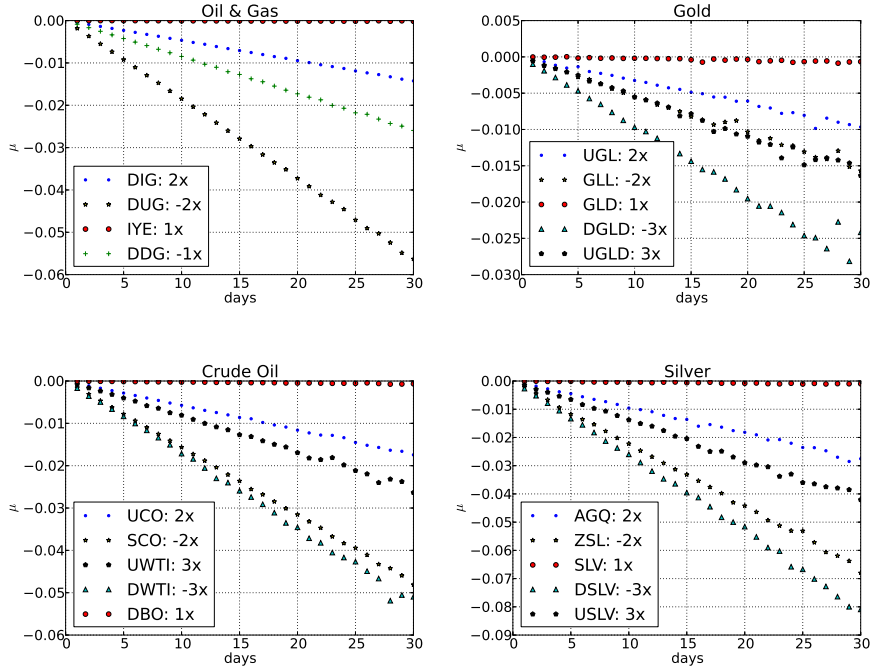 Oil & Gas
0.00
−0.01
−0.02
−0.03
−0.04
−0.05
−0.06
μ
DIG: 2x
DUG: -2x
IYE: 1x
DDG: -1x
0 5 10 15 20 25 30
days
Gold
0.005
0.000
−0.005
−0.010
−0.015
−0.020
−0.025
−0.030
μ
UGL: 2x
GLL: -2x
GLD: 1x
DGLD: -3x
UGLD: 3x
0 5 10 15 20 25 30
days
Crude Oil
0.00
−0.01
−0.02
−0.03
−0.04
−0.05
−0.06
μ
UCO: 2x
SCO: -2x
UWTI: 3x
DWTI: -3x
DBO: 1x
0 5 10 15 20 25 30
days
Silver
0.00
−0.01
−0.02
−0.03
−0.04
−0.05
−0.06
−0.07
−0.08
−0.09
μ
AGQ: 2x
ZSL: -2x
SLV: 1x
DSLV: -3x
USLV: 3x
0 5 10 15 20 25 30
days